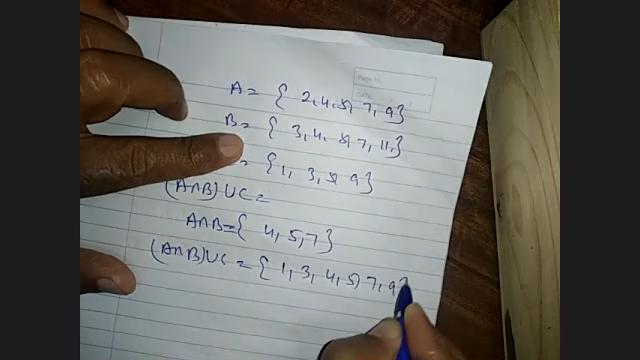 Page No.
DATE
A = { 2, 4, 5, 7, 9 }
B = { 3, 4, 5, 7, 11, }
= { 1, 3, 5, 9 }
(A∩B) ∪ C =
A∩B = { 4, 5, 7 }
(A∩B) ∪ C = { 1, 3, 4, 5, 7, 9 }